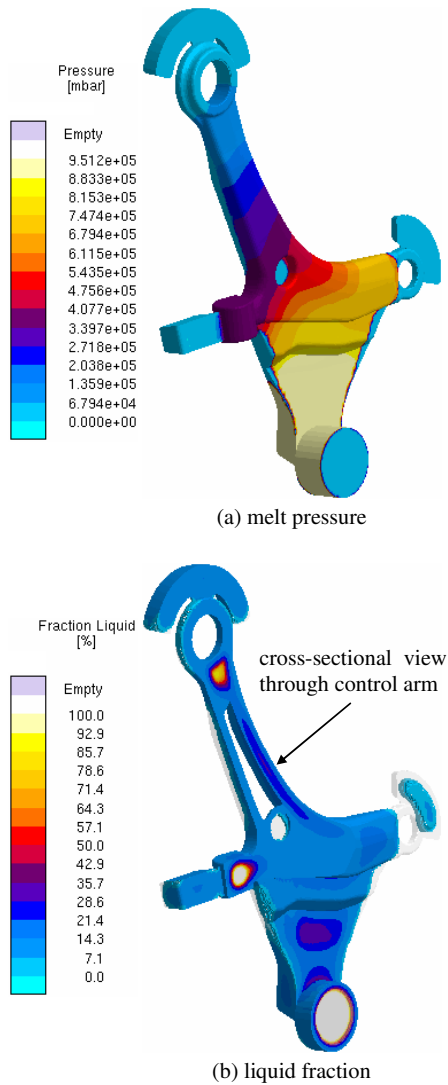 Pressure
[mbar]
Empty
9.512e+05
8.833e+05
8.153e+05
7.474e+05
6.794e+05
6.115e+05
5.435e+05
4.756e+05
4.077e+05
3.397e+05
2.718e+05
2.038e+05
1.359e+05
6.794e+04
0.000e+00
(a) melt pressure
Fraction Liquid
[%]
Empty
100.0
92.9
85.7
78.6
71.4
64.3
57.1
50.0
42.9
35.7
28.6
21.4
14.3
7.1
0.0
cross-sectional view
through control arm
(b) liquid fraction